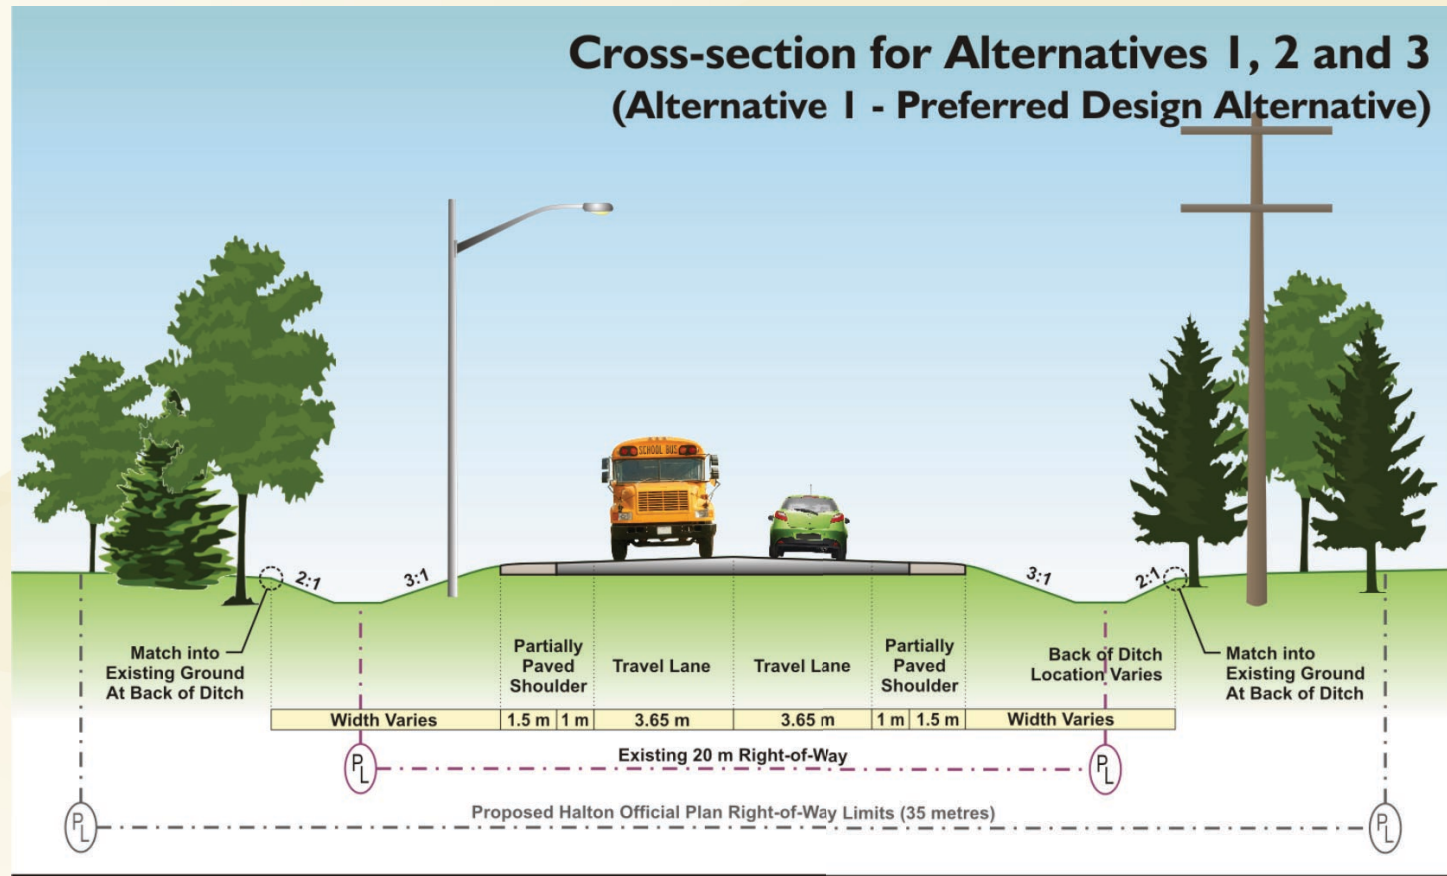 Cross-section for Alternatives 1, 2 and 3
(Alternative 1 - Preferred Design Alternative)
SCHOOL BUS
2:1
3:1
3:1
2:1
Match into
Existing Ground
At Back of Ditch
Partially
Paved
Shoulder
Travel Lane
Travel Lane
Partially
Paved
Shoulder
Back of Ditch
Location Varies
Match into
Existing Ground
At Back of Ditch
Width Varies
1.5 m
1 m
3.65 m
3.65 m
1 m
1.5 m
Width Varies
PL
Existing 20 m Right-of-Way
PL
PL
Proposed Halton Official Plan Right-of-Way Limits (35 metres)
PL